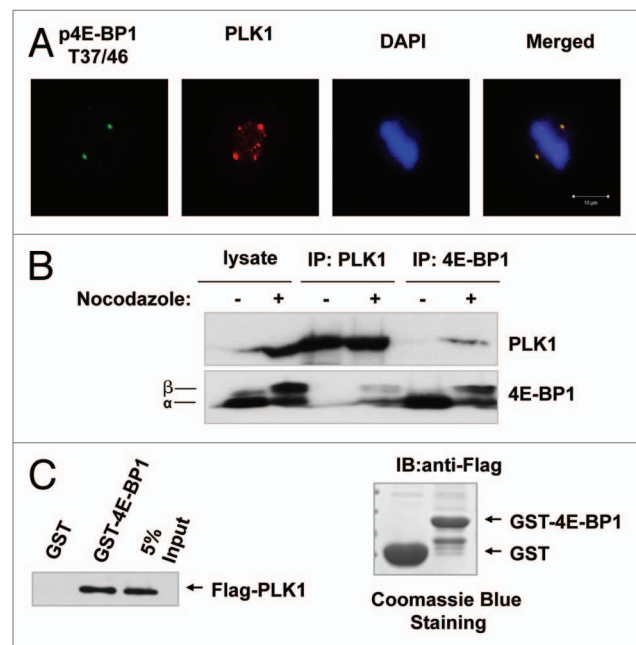 A
p4E-BP1
T37/46
PLK1
DAPI
Merged
10 µm
B
lysate
IP: PLK1
IP: 4E-BP1
Nocodazole:
- + - + - +
PLK1
β
α
4E-BP1
C
GST
GST-4E-BP1
5%
Input
Flag-PLK1
IB:anti-Flag
GST-4E-BP1
GST
Coomassie Blue
Staining